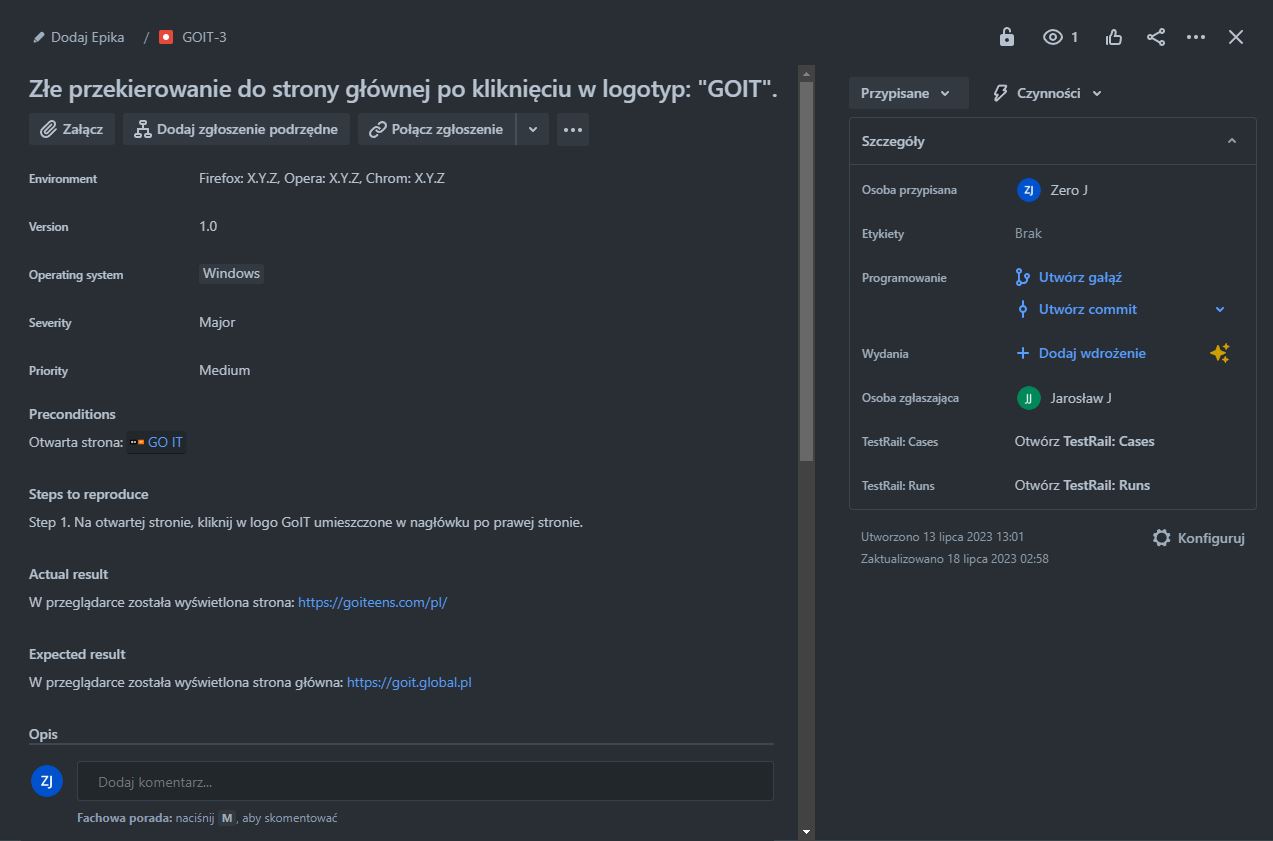 Dodaj Epika / GOIT-3
1
Złe przekierowanie do strony głównej po kliknięciu w logotyp: "GOIT".
Załącz Dodaj zgłoszenie podrzędne Połącz zgłoszenie
Environment Firefox: X.Y.Z, Opera: X.Y.Z, Chrom: X.Y.Z
Version 1.0
Operating system Windows
Severity Major
Priority Medium
Preconditions
Otwarta strona: GO IT
Steps to reproduce
Step 1. Na otwartej stronie, kliknij w logo GoIT umieszczone w nagłówku po prawej stronie.
Actual result
W przeglądarce została wyświetlona strona: https://goiteens.com/pl/
Expected result
W przeglądarce została wyświetlona strona główna: https://goit.global.pl
Opis
ZJ Dodaj komentarz...
Fachowa porada: naciśnij M, aby skomentować
Przypisane Czynności
Szczegóły
Osoba przypisana ZJ Zero J
Etykiety Brak
Programowanie Utwórz gałąź
Utwórz commit
Wydania Dodaj wdrożenie
Osoba zgłaszająca JJ Jarosław J
TestRail: Cases Otwórz TestRail: Cases
TestRail: Runs Otwórz TestRail: Runs
Utworzono 13 lipca 2023 13:01
Zaktualizowano 18 lipca 2023 02:58
Konfiguruj